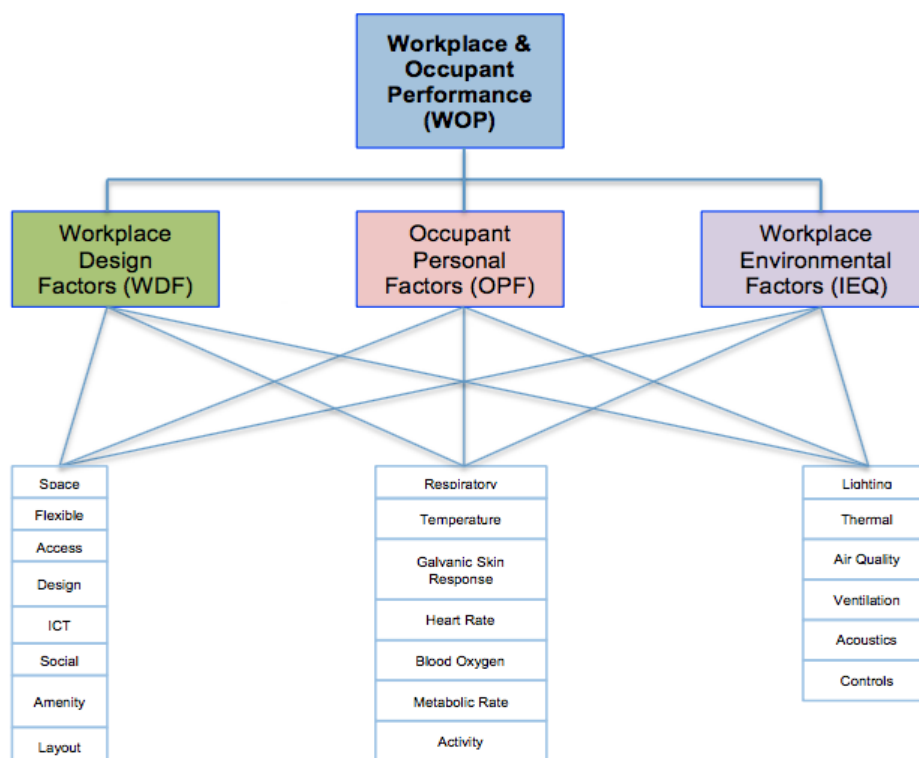 Workplace &
Occupant
Performance
(WOP)
Workplace
Design
Factors (WDF)
Occupant
Personal
Factors (OPF)
Workplace
Environmental
Factors (IEQ)
Space
Flexible
Access
Design
ICT
Social
Amenity
Layout
Respiratory
Temperature
Galvanic Skin
Response
Heart Rate
Blood Oxygen
Metabolic Rate
Activity
Lighting
Thermal
Air Quality
Ventilation
Acoustics
Controls